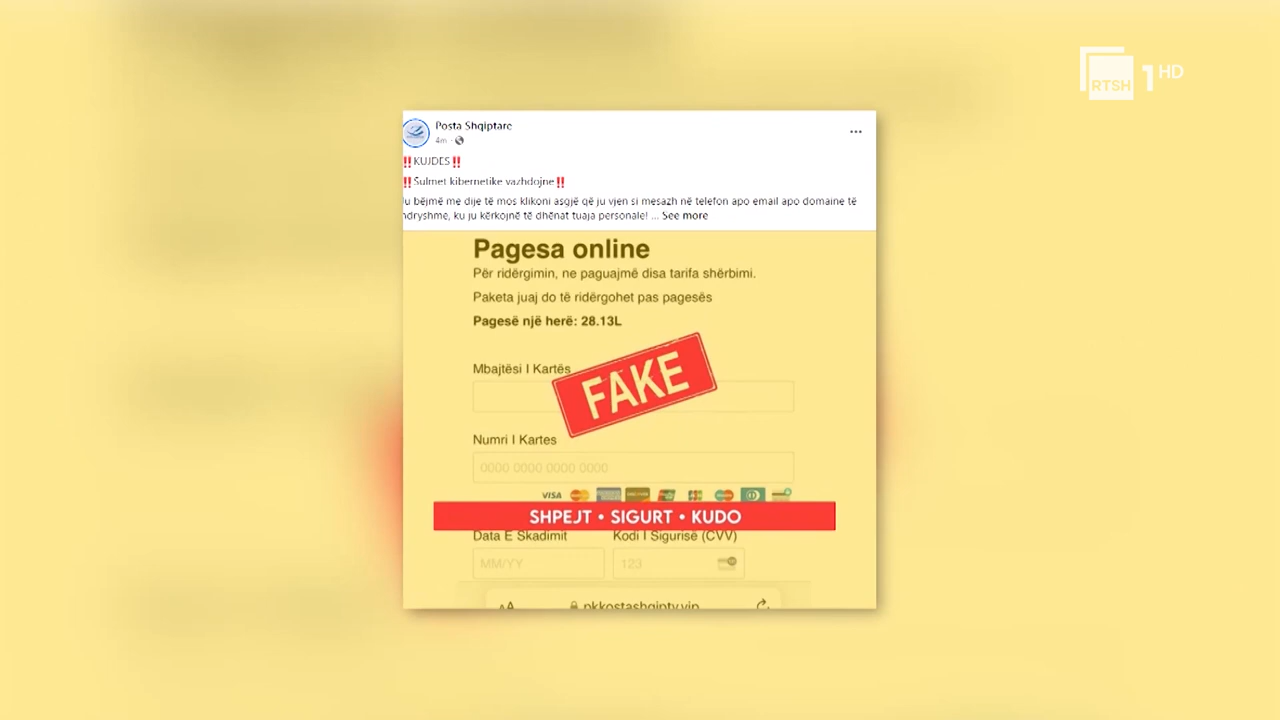 RTSH 1 HD
Posta Shqiptare
4m
‼️KUJDES‼️
‼️Sulmet kibernetike vazhdojne‼️
Ju bëjmë me dije të mos klikoni asgjë që ju vjen si mesazh në telefon apo email apo domaine të
ndryshme, ku ju kërkojnë të dhënat tuaja personale! ... See more
Pagesa online
Për ridërgimin, ne paguajmë disa tarifa shërbimi.
Paketa juaj do të ridërgohet pas pagesës
Pagesë një herë: 28.13L
Mbajtësi I Kartës
FAKE
Numri I Kartes
0000 0000 0000 0000
VISA
SHPEJT • SIGURT • KUDO
Data E Skadimit Kodi I Sigurisë (CVV)
MM/YY 123
AA pkkostashqiptv.vip